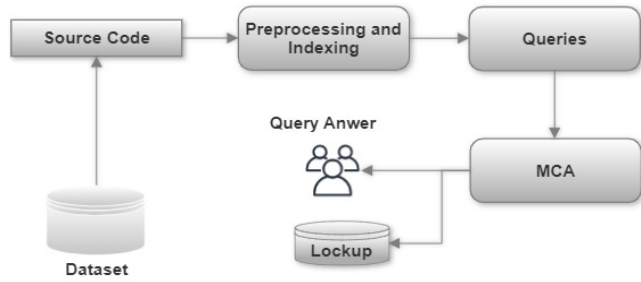 Source Code
Preprocessing and
Indexing
Queries
Query Anwer
MCA
Lockup
Dataset